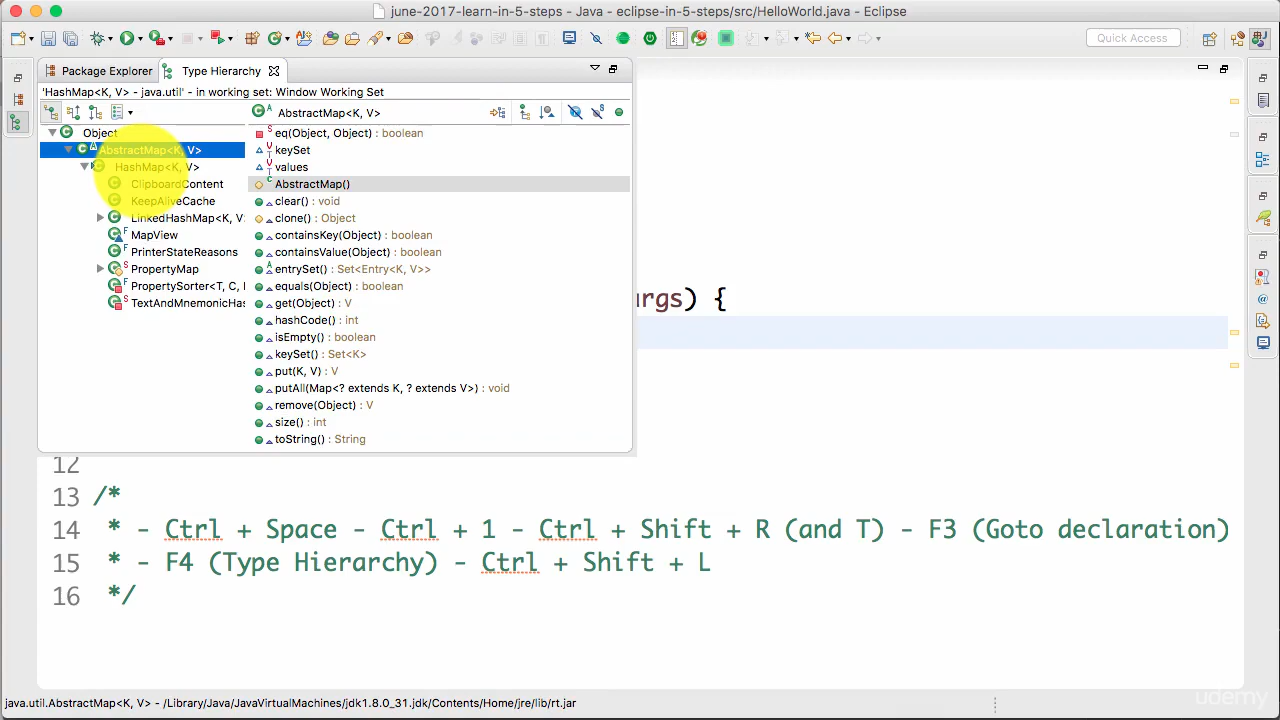 june-2017-learn-in-5-steps - Java - eclipse-in-5-steps/src/HelloWorld.java - Eclipse
Quick Access
Package Explorer
Type Hierarchy
'HashMap<K, V> - java.util' - in working set: Window Working Set
Object
AbstractMap<K, V>
HashMap<K, V>
ClipboardContent
KeepAliveCache
LinkedHashMap<K, V>
MapView
PrinterStateReasons
PropertyMap
PropertySorter<T, C, I
TextAndMnemonicHas
AbstractMap<K, V>
eq(Object, Object) : boolean
keySet
values
AbstractMap()
clear() : void
clone() : Object
containsKey(Object) : boolean
containsValue(Object) : boolean
entrySet() : Set<Entry<K, V>>
equals(Object) : boolean
get(Object) : V
hashCode() : int
isEmpty() : boolean
keySet() : Set<K>
put(K, V) : V
putAll(Map<? extends K, ? extends V>) : void
remove(Object) : V
size() : int
toString() : String
args) {
12
13 /*
14 * - Ctrl + Space - Ctrl + 1 - Ctrl + Shift + R (and T) - F3 (Goto declaration)
15 * - F4 (Type Hierarchy) - Ctrl + Shift + L
16 */
java.util.AbstractMap<K, V> - /Library/Java/JavaVirtualMachines/jdk1.8.0_31.jdk/Contents/Home/jre/lib/rt.jar
udemy